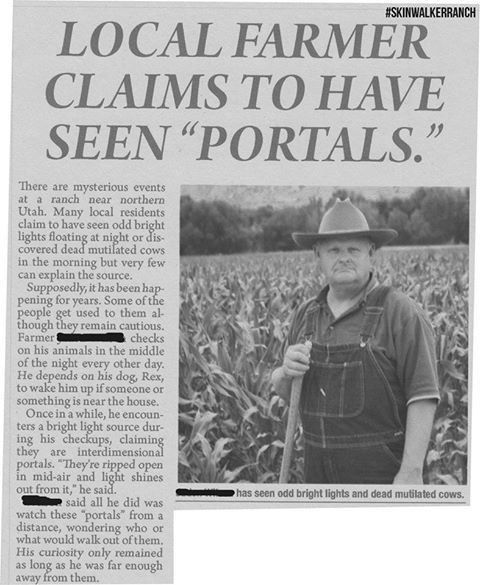 #SKINWALKERRANCH
LOCAL FARMER
CLAIMS TO HAVE
SEEN “PORTALS.”
There are mysterious events
at a ranch near northern
Utah. Many local residents
claim to have seen odd bright
lights floating at night or dis-
covered dead mutilated cows
in the morning but very few
can explain the source.
Supposedly, it has been hap-
pening for years. Some of the
people get used to them al-
though they remain cautious.
Farmer checks
on his animals in the middle
of the night every other day.
He depends on his dog, Rex,
to wake him up if someone or
something is near the house.
Once in a while, he encoun-
ters a bright light source dur-
ing his checkups, claiming
they are interdimensional
portals. “They're ripped open
in mid-air and light shines
out from it,” he said.
said all he did was
watch these “portals” from a
distance, wondering who or
what would walk out of them.
His curiosity only remained
as long as he was far enough
away from them.
has seen odd bright lights and dead mutilated cows.